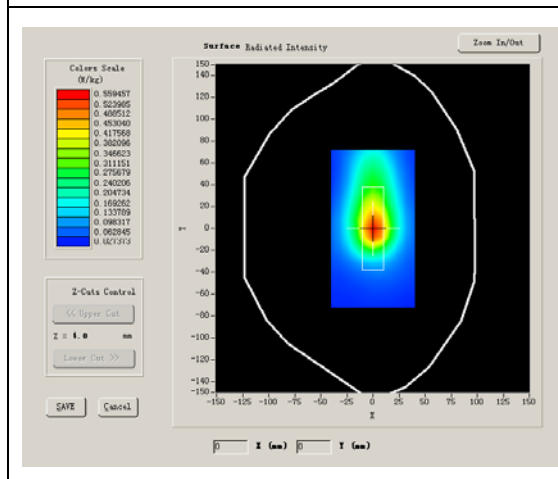 Surface Radiated Intensity
Zoom In/Out
Colors Scale
(W/kg)
0.559457
0.523985
0.488512
0.453040
0.417568
0.382096
0.346623
0.311151
0.275679
0.240206
0.204734
0.169262
0.133789
0.098317
0.062845
0.027373
Z-Cuts Control
<< Upper Cut
Z = 4.0 mm
Lower Cut >>
SAVE
Cancel
150
140
120
100
80
60
40
20
0
-20
-40
-60
-80
-100
-120
-140
-150
Y
-150 -125 -100 -75 -50 -25 0 25 50 75 100 125 150
X
0 X (mm) 0 Y (mm)